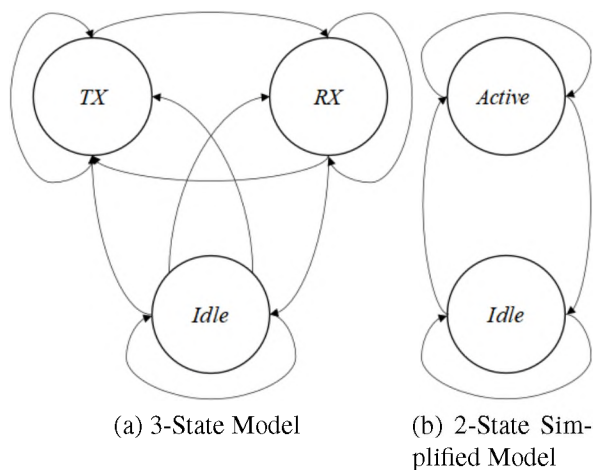 TX
RX
Active
Idle
Idle
(a) 3-State Model
(b) 2-State Sim-
plified Model